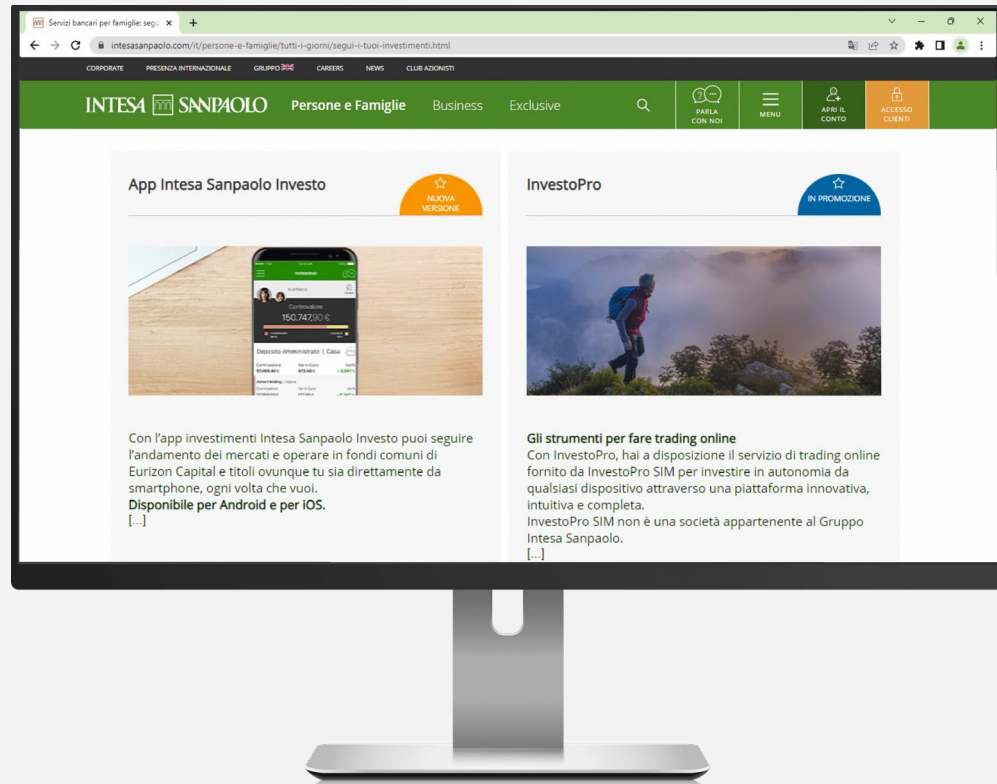 Servizi bancari per famiglie: segu
intesasanpaolo.com/it/persone-e-famiglie/tutti-i-giorni/segui-i-tuoi-investimenti.html
CORPORATE PRESENZA INTERNAZIONALE GRUPPO CAREERS NEWS CLUB AZIONISTI
INTESA SANPAOLO Persone e Famiglie Business Exclusive
PARLA
CON NOI
MENU
APRI IL
CONTO
ACCESSO
CLIENTI
App Intesa Sanpaolo Investo
NUOVA
VERSIONE
PATRIMONIO
Controvalore
150.747,90 €
Deposito Amministrato | Casa
Con l'app investimenti Intesa Sanpaolo Investo puoi seguire
l'andamento dei mercati e operare in fondi comuni di
Eurizon Capital e titoli ovunque tu sia direttamente da
smartphone, ogni volta che vuoi.
Disponibile per Android e per iOS.
[...]
InvestoPro
IN PROMOZIONE
Gli strumenti per fare trading online
Con InvestoPro, hai a disposizione il servizio di trading online
fornito da InvestoPro SIM per investire in autonomia da
qualsiasi dispositivo attraverso una piattaforma innovativa,
intuitiva e completa.
InvestoPro SIM non è una società appartenente al Gruppo
Intesa Sanpaolo.
[...]